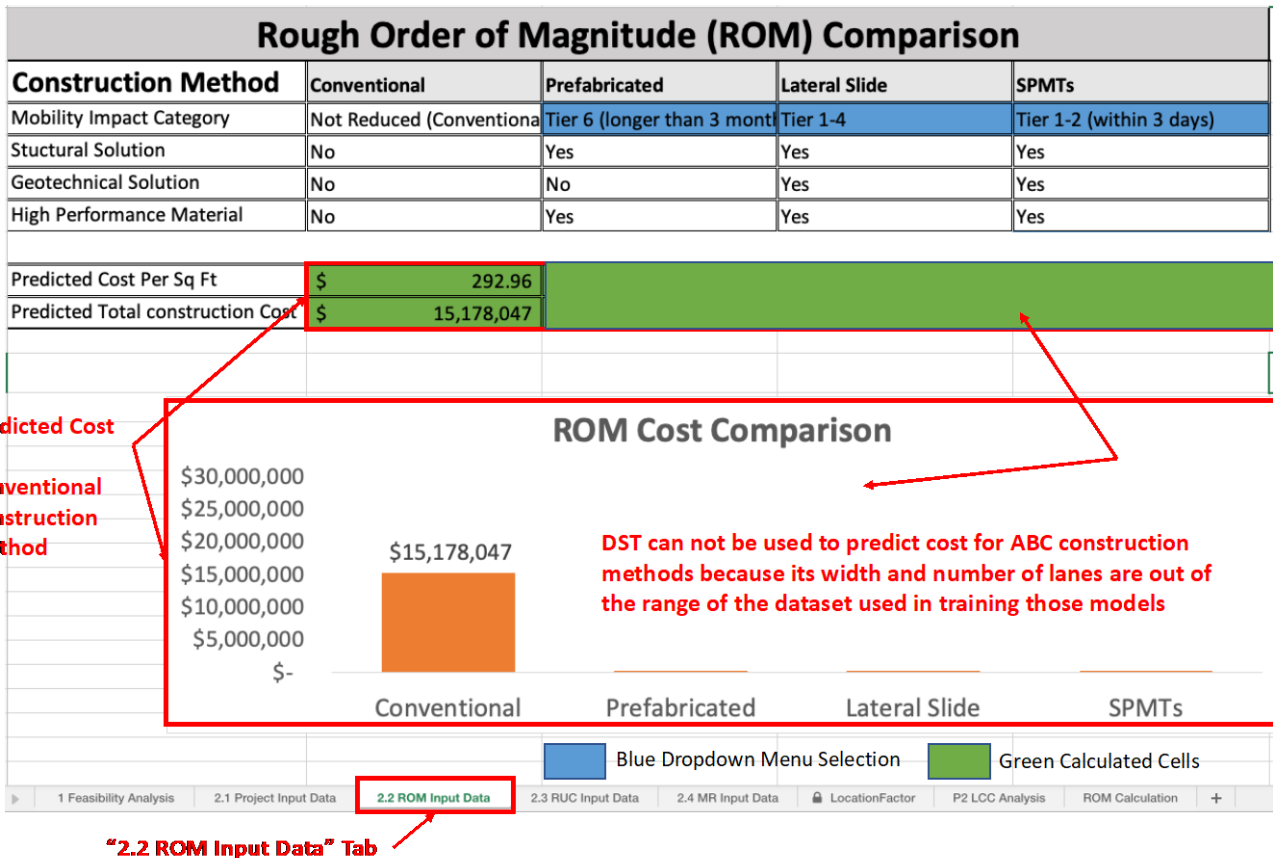 Rough Order of Magnitude (ROM) Comparison
Construction Method Conventional Prefabricated Lateral Slide SPMTs
Mobility Impact Category Not Reduced (Conventiona Tier 6 (longer than 3 mont Tier 1-4 Tier 1-2 (within 3 days)
Stuctural Solution No Yes Yes Yes
Geotechnical Solution No No Yes Yes
High Performance Material No Yes Yes Yes
Predicted Cost Per Sq Ft $ 292.96
Predicted Total construction Cost $ 15,178,047
dicted Cost
nventional
nstruction
thod
ROM Cost Comparison
$30,000,000
$25,000,000
$20,000,000
$15,000,000
$10,000,000
$5,000,000
$-
$15,178,047
DST can not be used to predict cost for ABC construction
methods because its width and number of lanes are out of
the range of the dataset used in training those models
Conventional Prefabricated Lateral Slide SPMTs
Blue Dropdown Menu Selection Green Calculated Cells
1 Feasibility Analysis 2.1 Project Input Data 2.2 ROM Input Data 2.3 RUC Input Data 2.4 MR Input Data LocationFactor P2 LCC Analysis ROM Calculation +
“2.2 ROM Input Data” Tab